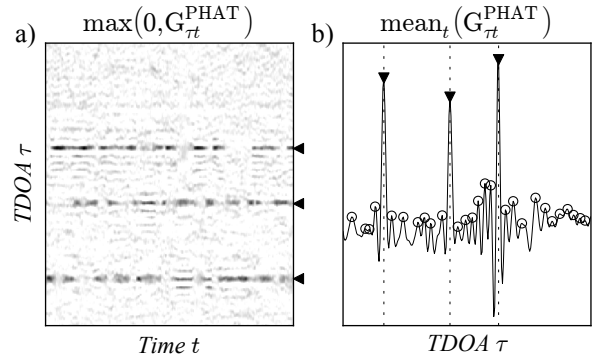 a) max(0,G_{τt}^{PHAT})
TDOA τ
Time t
b) mean_t(G_{τt}^{PHAT})
TDOA τ